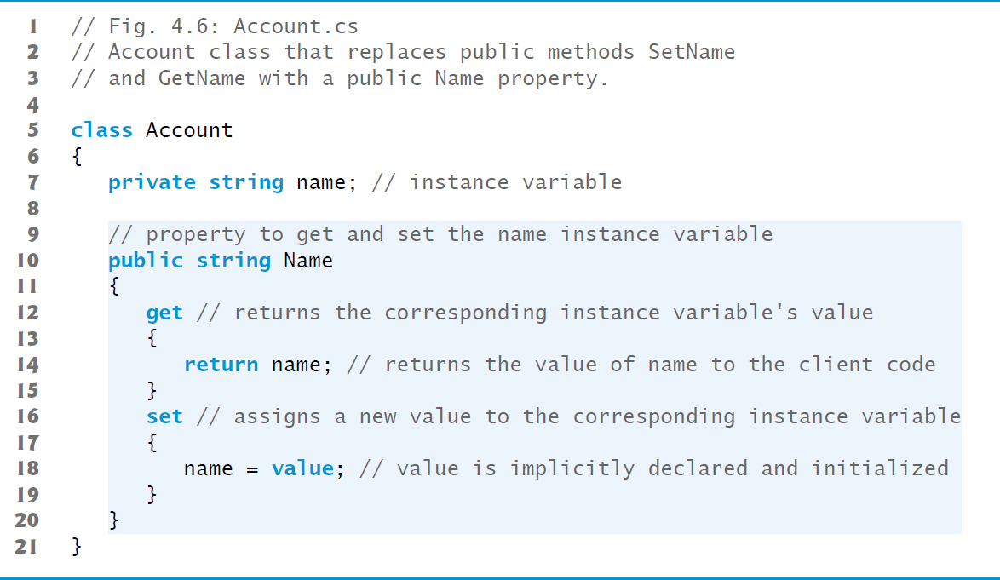 1 // Fig. 4.6: Account.cs
2 // Account class that replaces public methods SetName
3 // and GetName with a public Name property.
4
5 class Account
6 {
7    private string name; // instance variable
8
9    // property to get and set the name instance variable
10    public string Name
11    {
12       get // returns the corresponding instance variable's value
13       {
14          return name; // returns the value of name to the client code
15       }
16       set // assigns a new value to the corresponding instance variable
17       {
18          name = value; // value is implicitly declared and initialized
19       }
20    }
21 }